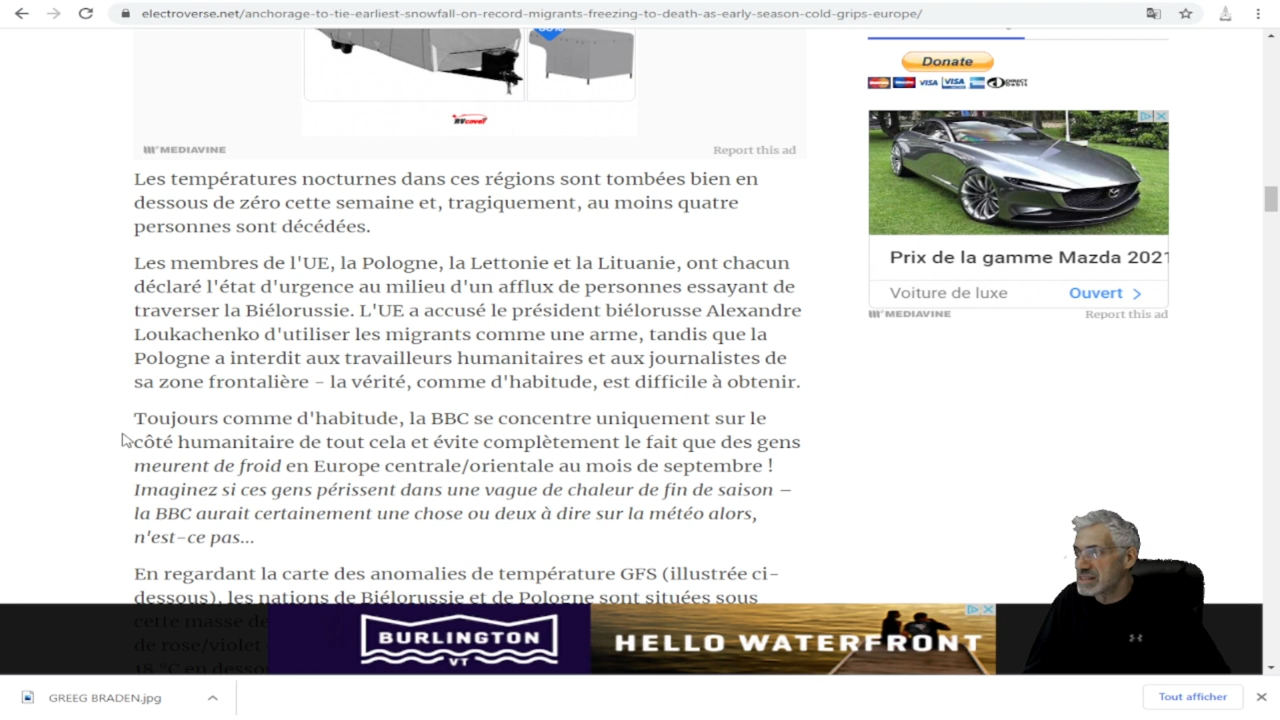 electroverse.net/anchorage-to-tie-earliest-snowfall-on-record-migrants-freezing-to-death-as-early-season-cold-grips-europe/
RVcover
MEDIAVINE
Report this ad
Les températures nocturnes dans ces régions sont tombées bien en
dessous de zéro cette semaine et, tragiquement, au moins quatre
personnes sont décédées.
Les membres de l'UE, la Pologne, la Lettonie et la Lituanie, ont chacun
déclaré l'état d'urgence au milieu d'un afflux de personnes essayant de
traverser la Biélorussie. L'UE a accusé le président biélorusse Alexandre
Loukachenko d'utiliser les migrants comme une arme, tandis que la
Pologne a interdit aux travailleurs humanitaires et aux journalistes de
sa zone frontalière - la vérité, comme d'habitude, est difficile à obtenir.
Toujours comme d'habitude, la BBC se concentre uniquement sur le
côté humanitaire de tout cela et évite complètement le fait que des gens
meurent de froid en Europe centrale/orientale au mois de septembre !
Imaginez si ces gens périssent dans une vague de chaleur de fin de saison –
la BBC aurait certainement une chose ou deux à dire sur la météo alors,
n'est-ce pas...
En regardant la carte des anomalies de température GFS (illustrée ci-
dessous), les nations de Biélorussie et de Pologne sont situées sous
cette masse de
de rose/violet
18 °C en desso
Donate
VISA VISA DIRECT DEBIT
Prix de la gamme Mazda 2021
Voiture de luxe
Ouvert >
MEDIAVINE
Report this ad
BURLINGTON
VT
HELLO WATERFRONT
GREEG BRADEN.jpg
Tout afficher